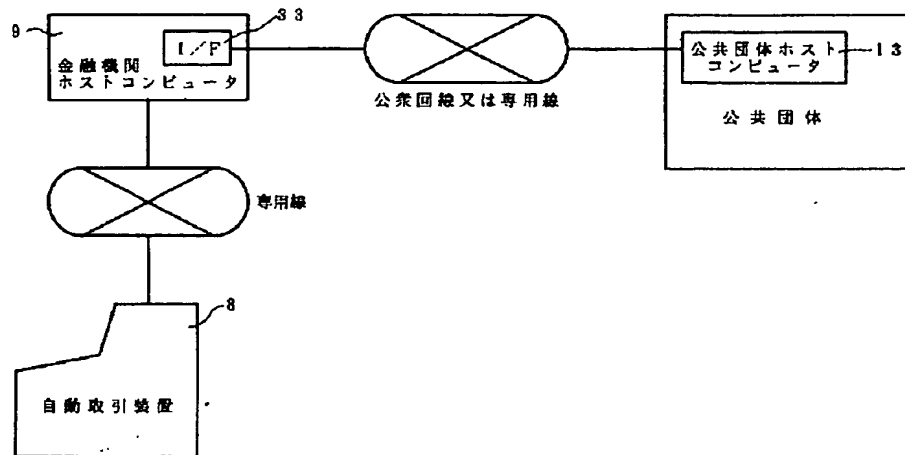 9
I/F
33
金融機関
ホストコンピュータ
公衆回線又は専用線
公共団体ホスト
コンピュータ
13
公共団体
専用線
8
自動取引装置